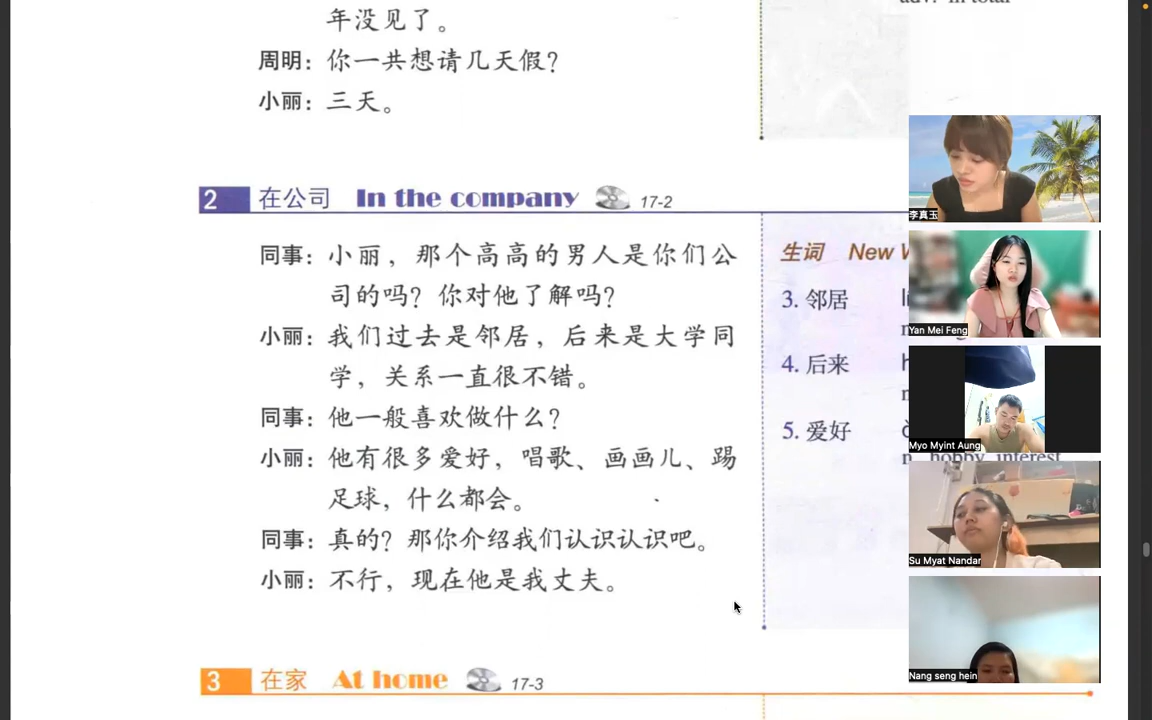 年没见了。
周明：你一共想请几天假？
小丽：三天。
2 在公司 In the company 17-2
同事：小丽，那个高高的男人是你们公
司的吗？你对他了解吗？
小丽：我们过去是邻居，后来是大学同
学，关系一直很不错。
同事：他一般喜欢做什么？
小丽：他有很多爱好，唱歌、画画儿、踢
足球，什么都会。
同事：真的？那你介绍我们认识认识吧。
小丽：不行，现在他是我丈夫。
生词 New
3. 邻居
4. 后来
5. 爱好
n hobby, interest
3 在家 At home 17-3
李真玉
Yan Mei Feng
Myo Myint Aung
Su Myat Nandar
Nang seng hein